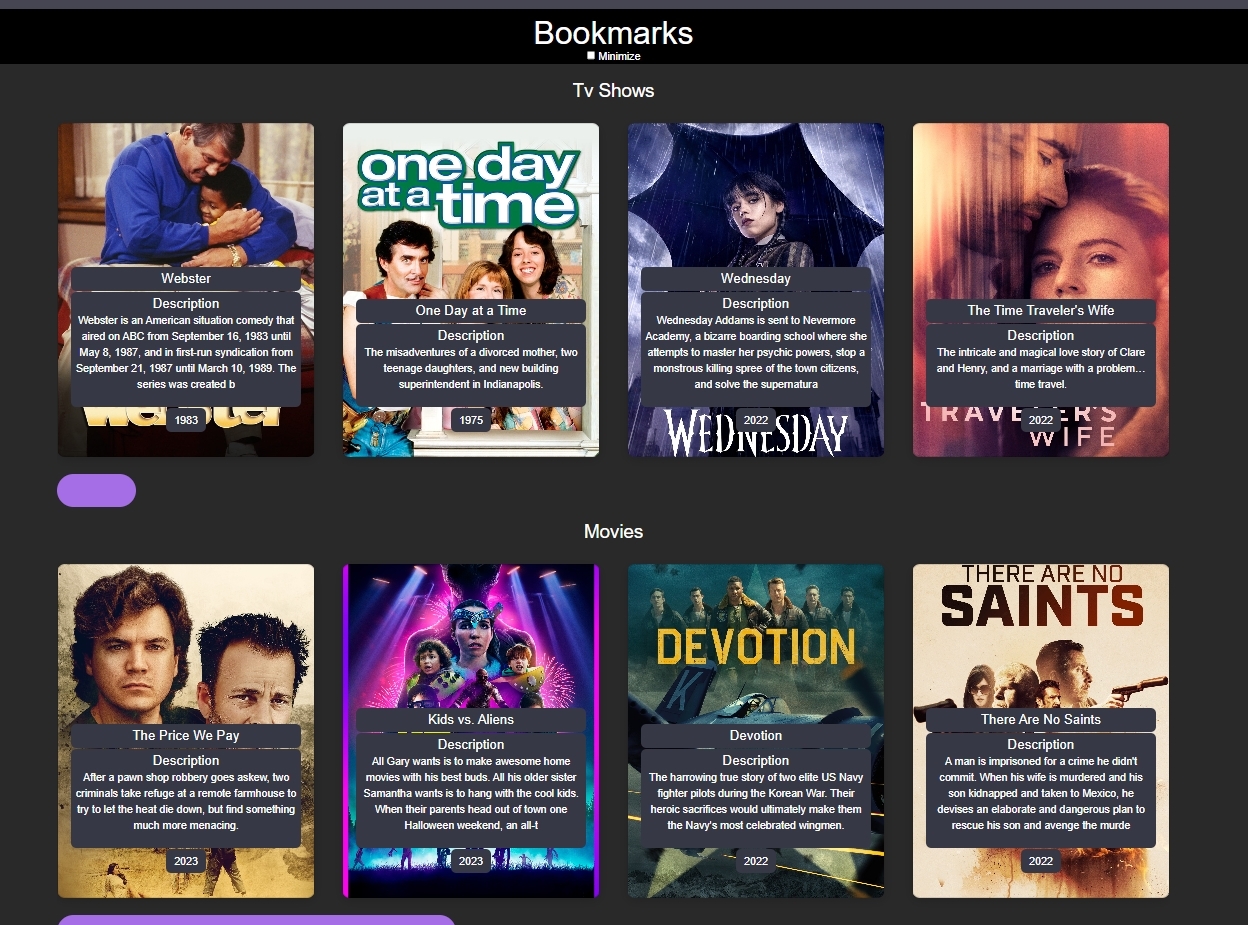 Bookmarks
Minimize
Tv Shows
Webster
Description
Webster is an American situation comedy that
aired on ABC from September 16, 1983 until
May 8, 1987, and in first-run syndication from
September 21, 1987 until March 10, 1989. The
series was created b
Webster
1983
one day
at a time
One Day at a Time
Description
The misadventures of a divorced mother, two
teenage daughters, and new building
superintendent in Indianapolis.
1975
Wednesday
Description
Wednesday Addams is sent to Nevermore
Academy, a bizarre boarding school where she
attempts to master her psychic powers, stop a
monstrous killing spree of the town citizens,
and solve the supernatura
2022
WEDNESDAY
The Time Traveler's Wife
Description
The intricate and magical love story of Clare
and Henry, and a marriage with a problem…
time travel.
TRAVELER'S
2022
WIFE
Movies
The Price We Pay
Description
After a pawn shop robbery goes askew, two
criminals take refuge at a remote farmhouse to
try to let the heat die down, but find something
much more menacing.
2023
Kids vs. Aliens
Description
All Gary wants is to make awesome home
movies with his best buds. All his older sister
Samantha wants is to hang with the cool kids.
When their parents head out of town one
Halloween weekend, an all-t
2023
DEVOTION
K
Devotion
Description
The harrowing true story of two elite US Navy
fighter pilots during the Korean War. Their
heroic sacrifices would ultimately make them
the Navy's most celebrated wingmen.
2022
THERE ARE NO
SAINTS
There Are No Saints
Description
A man is imprisoned for a crime he didn't
commit. When his wife is murdered and his
son kidnapped and taken to Mexico, he
devises an elaborate and dangerous plan to
rescue his son and avenge the murde
2022